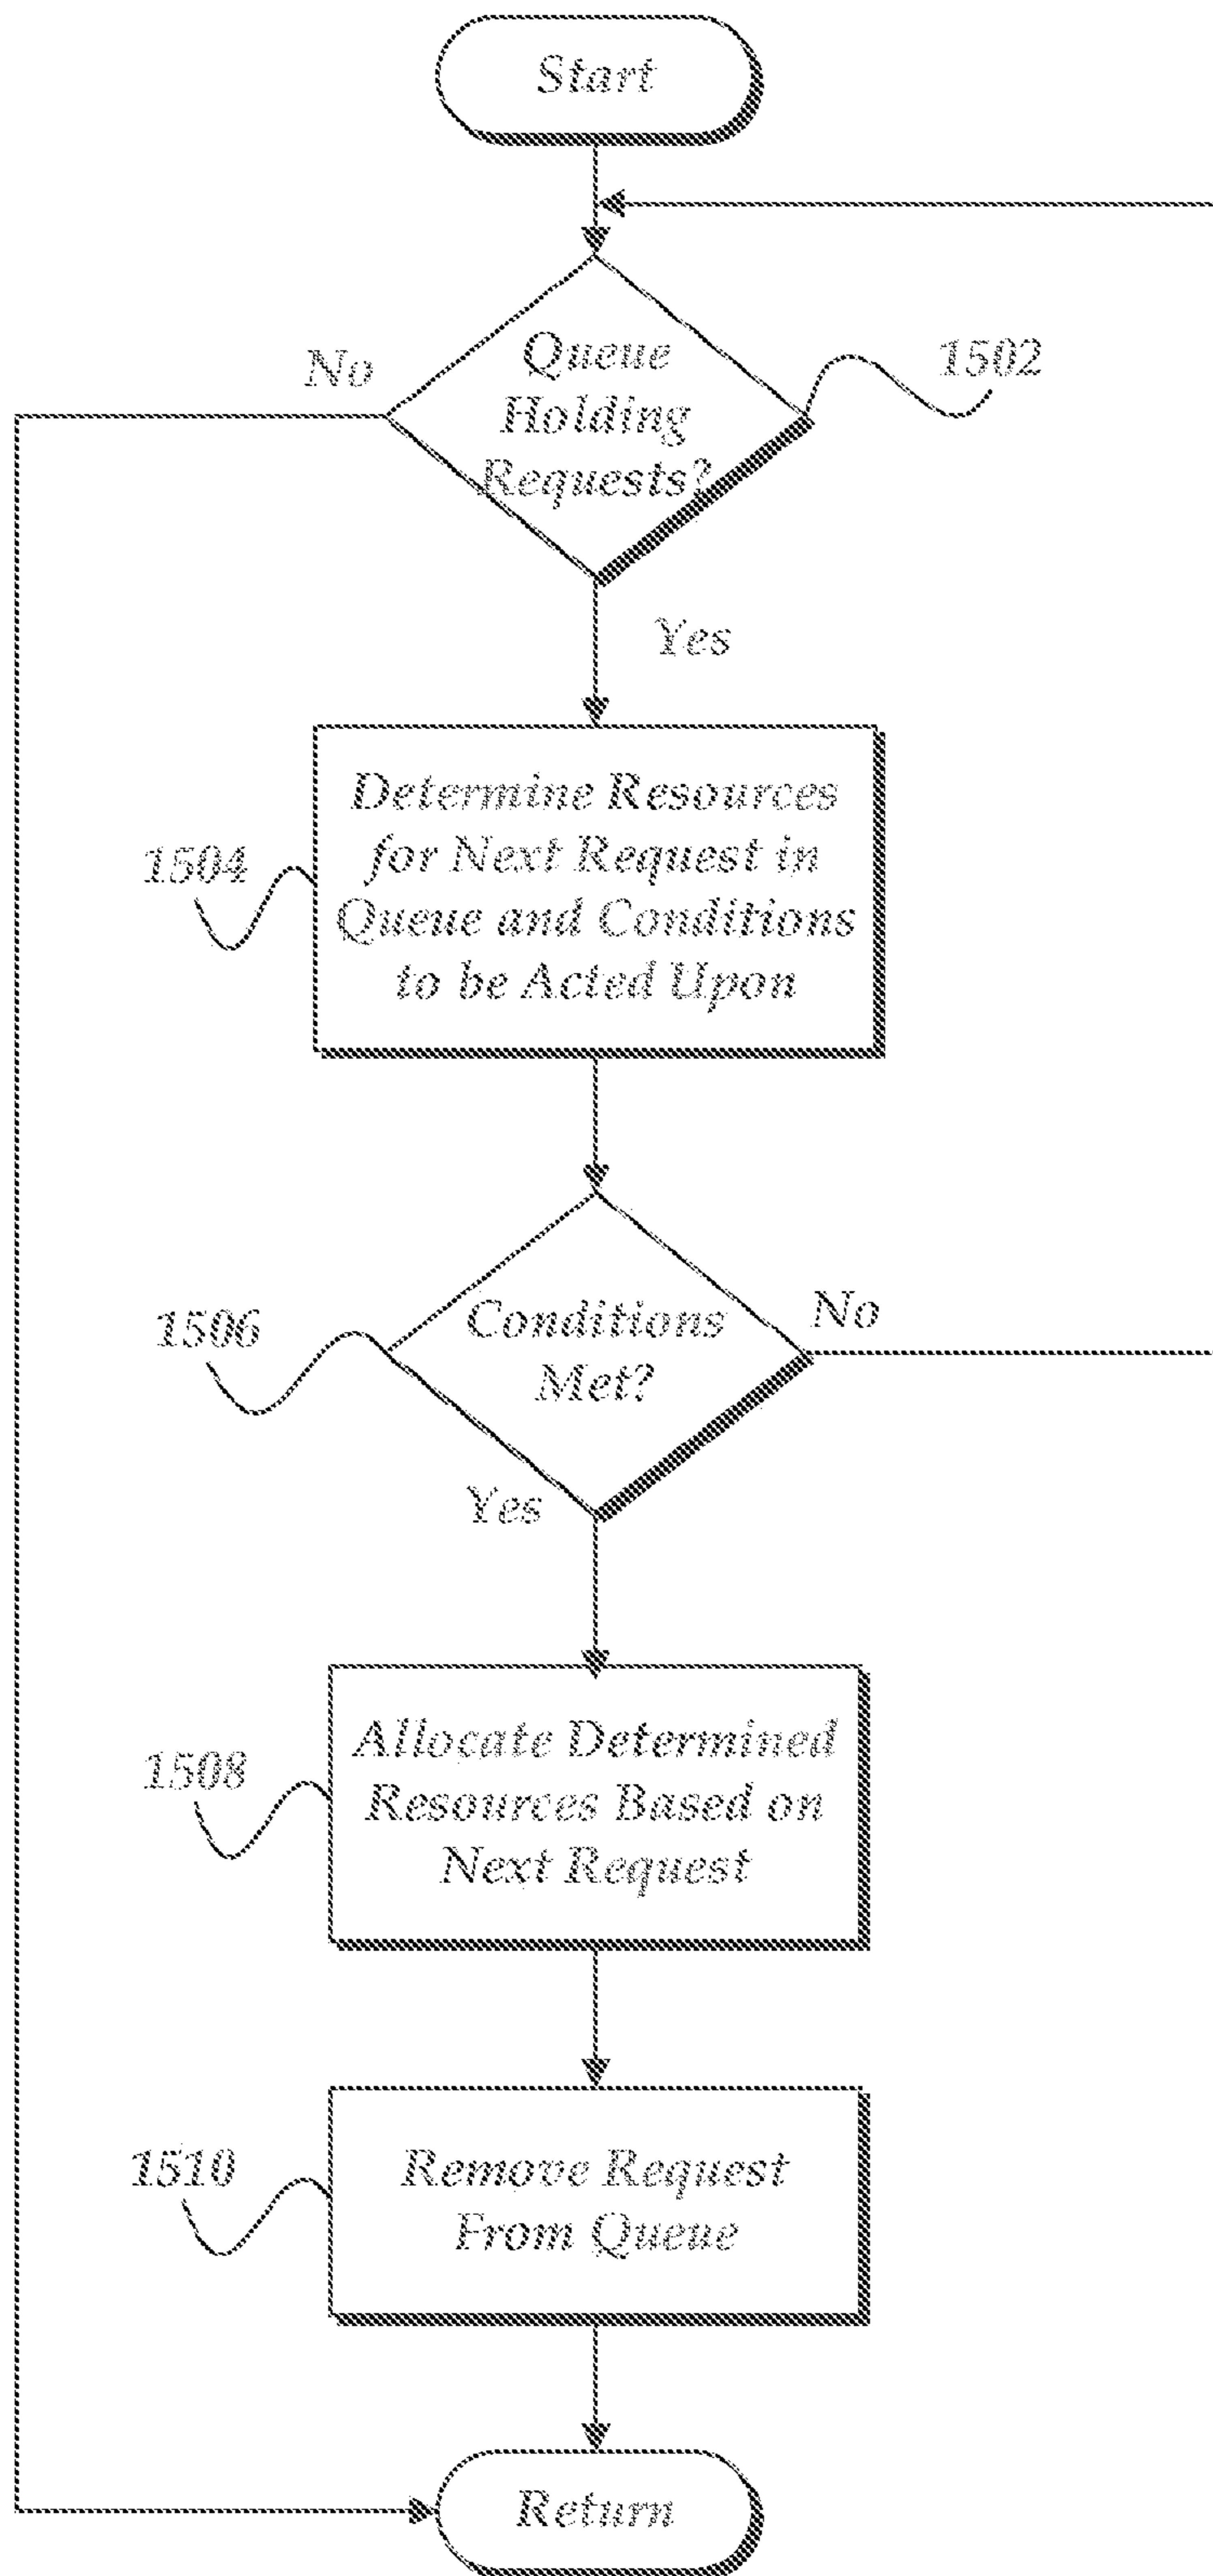 Start
No
Queue
Holding
Requests?
1502
Yes
1504
Determine Resources
for Next Request in
Queue and Conditions
to be Acted Upon
1506
Conditions
Met?
No
Yes
1508
Allocate Determined
Resources Based on
Next Request
1510
Remove Request
From Queue
Return